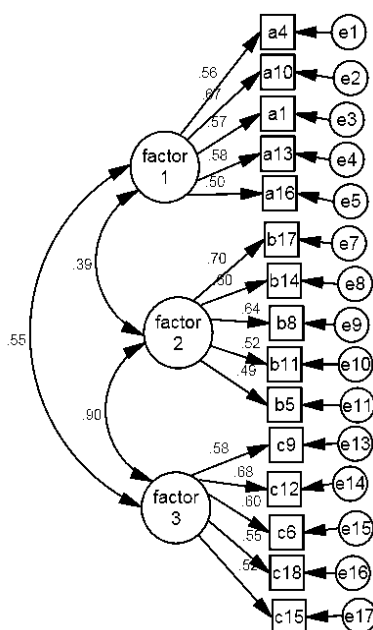 a4 e1
.56
a10 e2
.67
a1 e3
.57
factor
1
.58
a13 e4
.50
a16 e5
b17 e7
.70
.39
b14 e8
.60
factor
2
.64
b8 e9
.55
.52
b11 e10
.49
b5 e11
.90
.58
c9 e13
.68
c12 e14
factor
3
.60
c6 e15
.55
c18 e16
.52
c15 e17